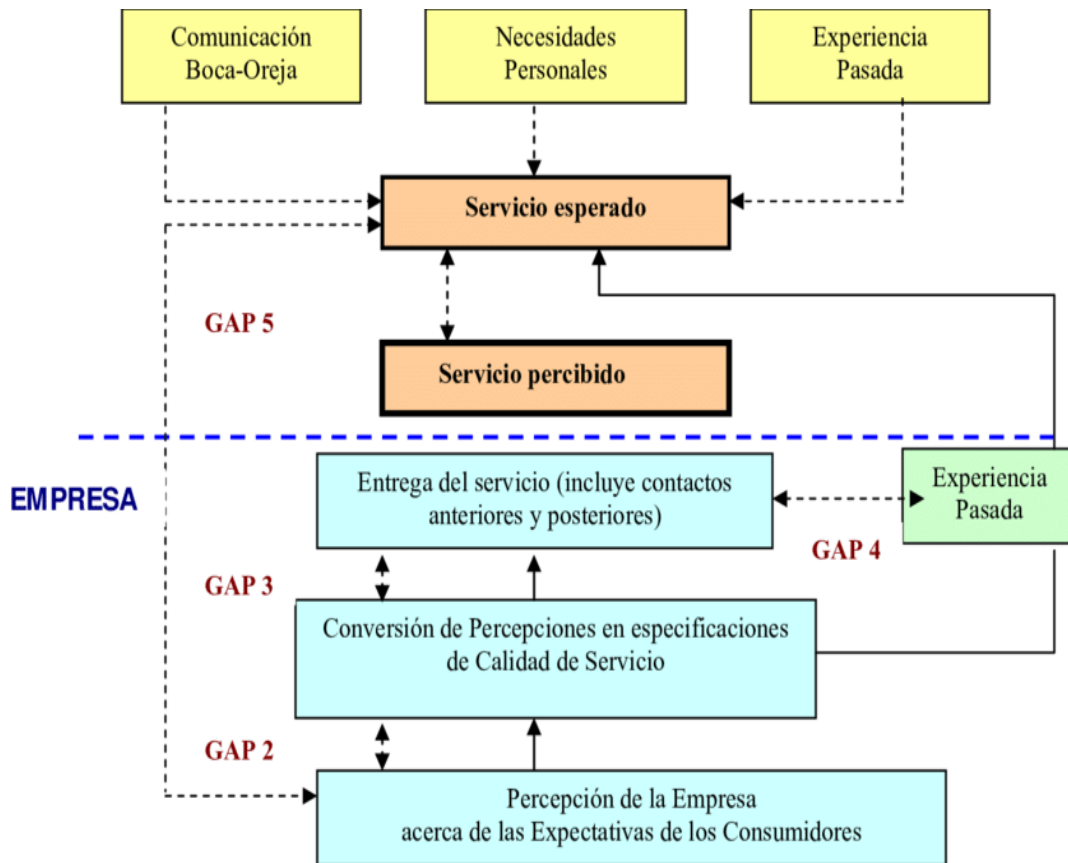 Comunicación
Boca-Oreja
Necesidades
Personales
Experiencia
Pasada
Servicio esperado
GAP 5
Servicio percibido
EMPRESA
Entrega del servicio (incluye contactos
anteriores y posteriores)
Experiencia
Pasada
GAP 4
GAP 3
Conversión de Percepciones en especificaciones
de Calidad de Servicio
GAP 2
Percepción de la Empresa
acerca de las Expectativas de los Consumidores